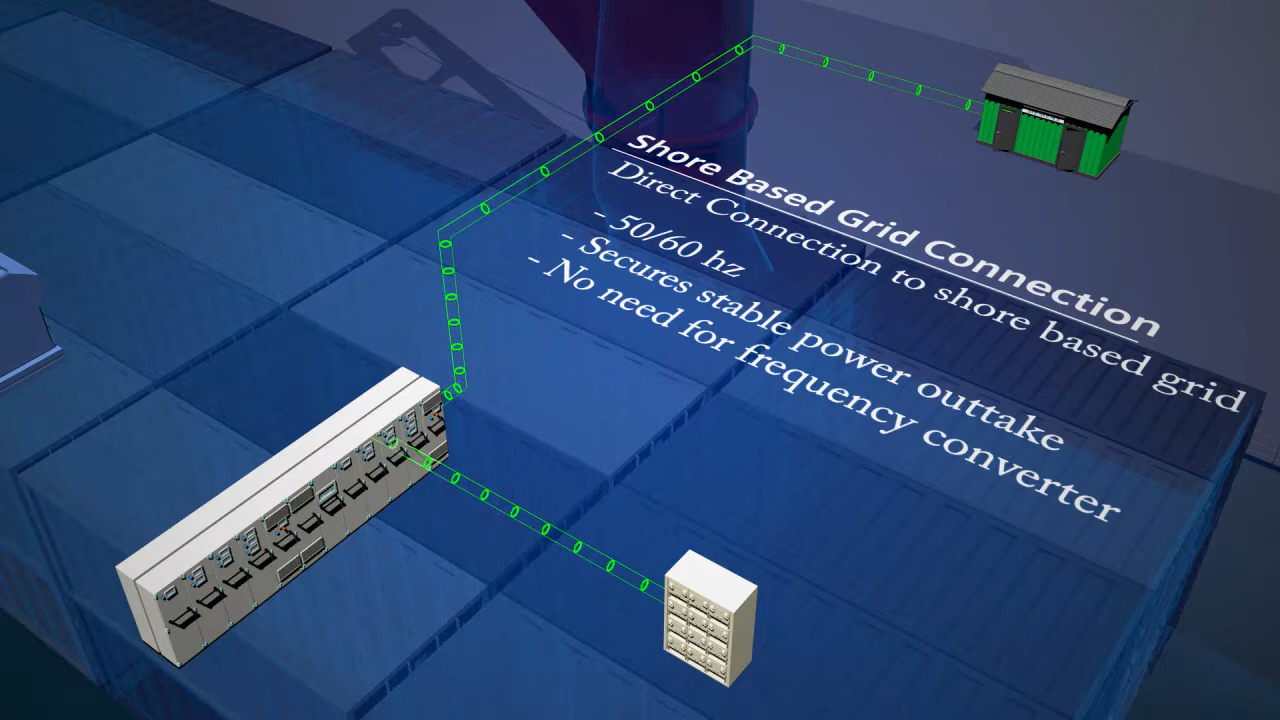 Shore Based Grid Connection
Direct Connection to shore based grid
- 50/60 hz
- Secures stable power outtake
- No need for frequency converter